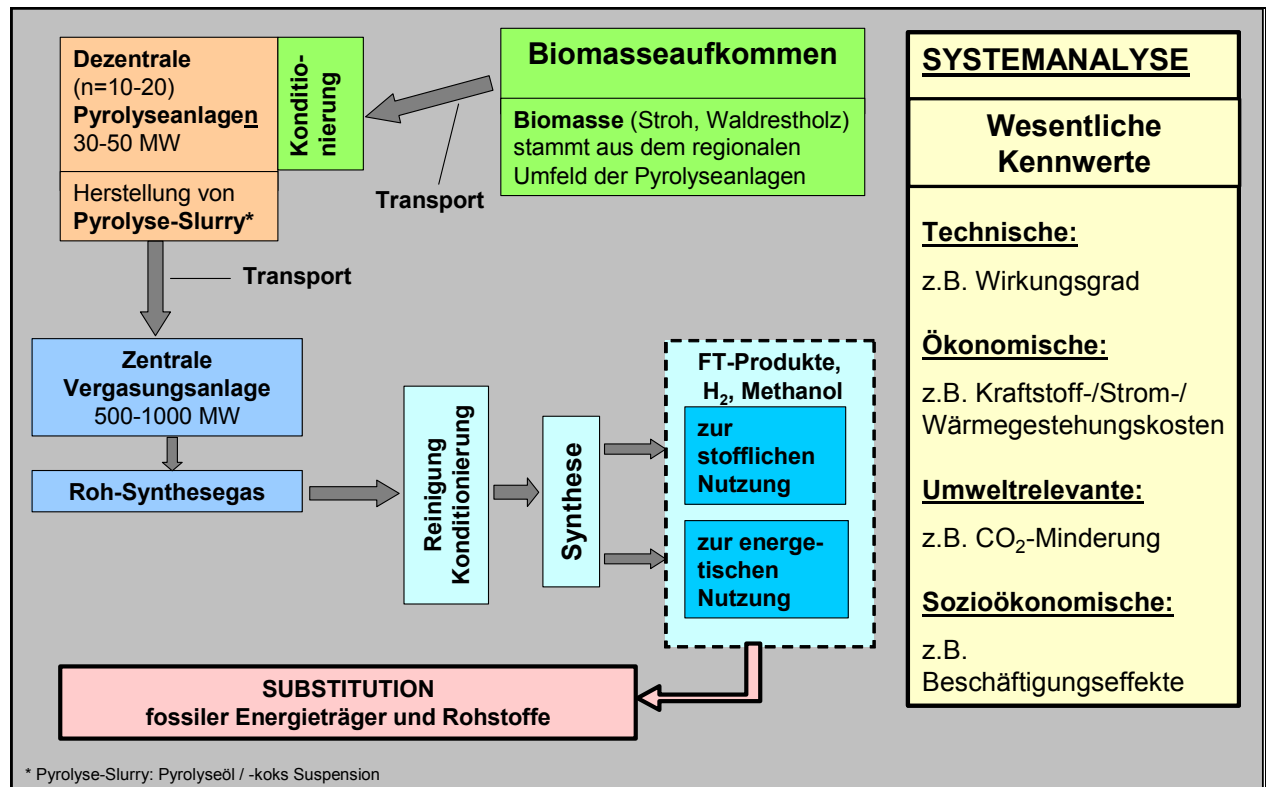 Dezentrale
(n=10-20)
Pyrolyseanlagen
30-50 MW
Herstellung von
Pyrolyse-Slurry*
Konditio-
nierung
Biomasseaufkommen
Biomasse (Stroh, Waldrestholz)
stammt aus dem regionalen
Umfeld der Pyrolyseanlagen
Transport
Transport
Zentrale
Vergasungsanlage
500-1000 MW
Roh-Synthesegas
Reinigung
Konditionierung
Synthese
FT-Produkte,
H₂, Methanol
zur
stofflichen
Nutzung
zur energe-
tischen
Nutzung
SUBSTITUTION
fossiler Energieträger und Rohstoffe
* Pyrolyse-Slurry: Pyrolyseöl / -koks Suspension
SYSTEMANALYSE
Wesentliche
Kennwerte
Technische:
z.B. Wirkungsgrad
Ökonomische:
z.B. Kraftstoff-/Strom-/
Wärmegestehungskosten
Umweltrelevante:
z.B. CO₂-Minderung
Sozioökonomische:
z.B.
Beschäftigungseffekte